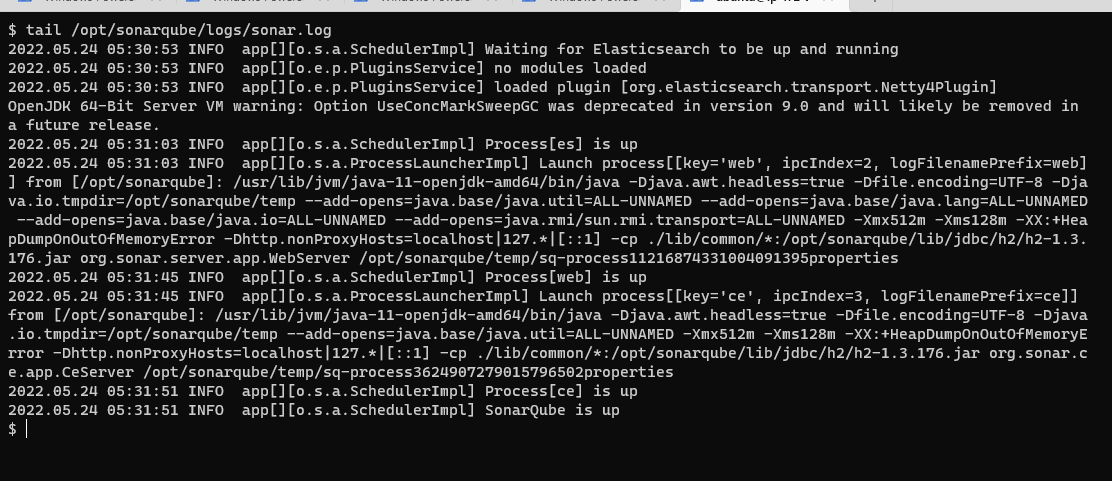 $ tail /opt/sonarqube/logs/sonar.log
2022.05.24 05:30:53 INFO  app[][o.s.a.SchedulerImpl] Waiting for Elasticsearch to be up and running
2022.05.24 05:30:53 INFO  app[][o.e.p.PluginsService] no modules loaded
2022.05.24 05:30:53 INFO  app[][o.e.p.PluginsService] loaded plugin [org.elasticsearch.transport.Netty4Plugin]
OpenJDK 64-Bit Server VM warning: Option UseConcMarkSweepGC was deprecated in version 9.0 and will likely be removed in
a future release.
2022.05.24 05:31:03 INFO  app[][o.s.a.SchedulerImpl] Process[es] is up
2022.05.24 05:31:03 INFO  app[][o.s.a.ProcessLauncherImpl] Launch process[[key='web', ipcIndex=2, logFilenamePrefix=web]
] from [/opt/sonarqube]: /usr/lib/jvm/java-11-openjdk-amd64/bin/java -Djava.awt.headless=true -Dfile.encoding=UTF-8 -Dja
va.io.tmpdir=/opt/sonarqube/temp --add-opens=java.base/java.util=ALL-UNNAMED --add-opens=java.base/java.lang=ALL-UNNAMED
 --add-opens=java.base/java.io=ALL-UNNAMED --add-opens=java.rmi/sun.rmi.transport=ALL-UNNAMED -Xmx512m -Xms128m -XX:+Hea
pDumpOnOutOfMemoryError -Dhttp.nonProxyHosts=localhost|127.*|[::1] -cp ./lib/common/*:/opt/sonarqube/lib/jdbc/h2/h2-1.3.
176.jar org.sonar.server.app.WebServer /opt/sonarqube/temp/sq-process11216874331004091395properties
2022.05.24 05:31:45 INFO  app[][o.s.a.SchedulerImpl] Process[web] is up
2022.05.24 05:31:45 INFO  app[][o.s.a.ProcessLauncherImpl] Launch process[[key='ce', ipcIndex=3, logFilenamePrefix=ce]]
from [/opt/sonarqube]: /usr/lib/jvm/java-11-openjdk-amd64/bin/java -Djava.awt.headless=true -Dfile.encoding=UTF-8 -Djava
.io.tmpdir=/opt/sonarqube/temp --add-opens=java.base/java.util=ALL-UNNAMED -Xmx512m -Xms128m -XX:+HeapDumpOnOutOfMemoryE
rror -Dhttp.nonProxyHosts=localhost|127.*|[::1] -cp ./lib/common/*:/opt/sonarqube/lib/jdbc/h2/h2-1.3.176.jar org.sonar.c
e.app.CeServer /opt/sonarqube/temp/sq-process3624907279015796502properties
2022.05.24 05:31:51 INFO  app[][o.s.a.SchedulerImpl] Process[ce] is up
2022.05.24 05:31:51 INFO  app[][o.s.a.SchedulerImpl] SonarQube is up
$